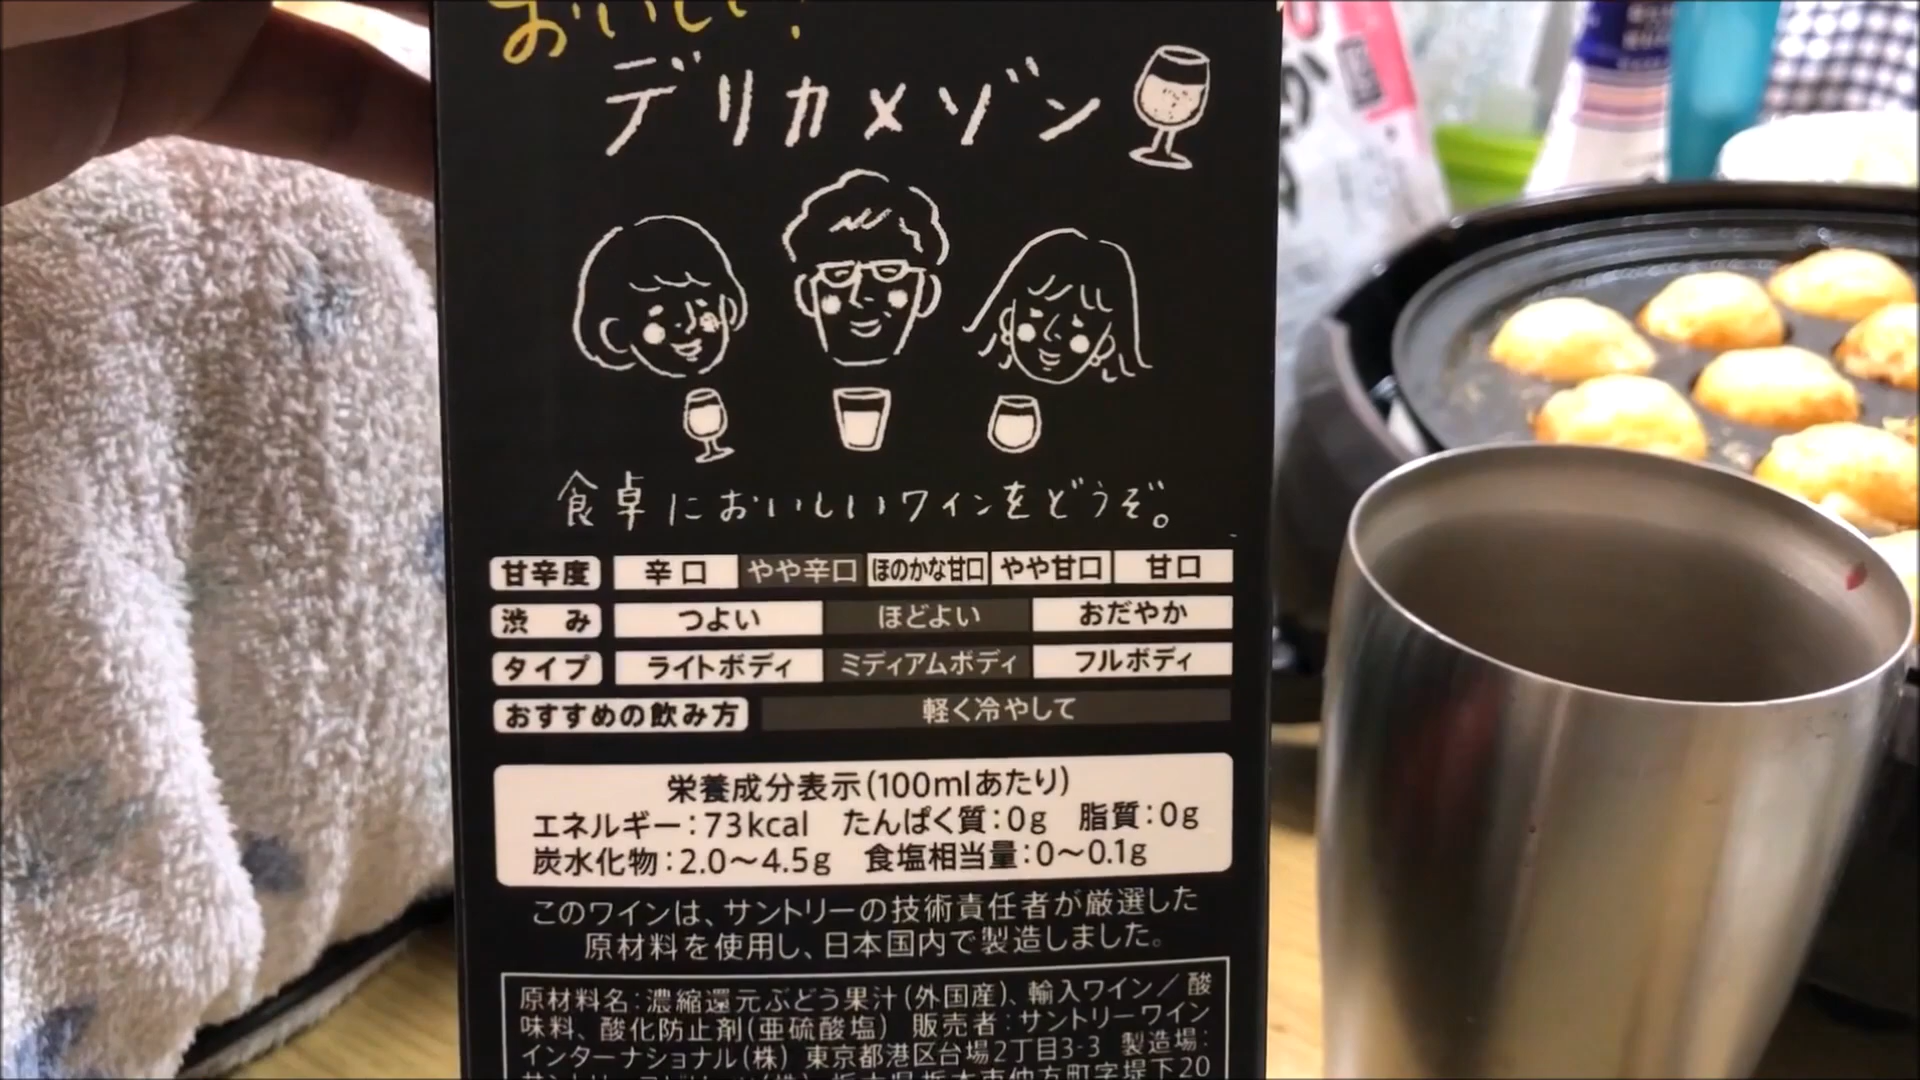 おいしい!
デリカメゾン
食卓においしいワインをどうぞ。
甘辛度 辛口 やや辛口 ほのかな甘口 やや甘口 甘口
渋み つよい ほどよい おだやか
タイプ ライトボディ ミディアムボディ フルボディ
おすすめの飲み方 軽く冷やして
栄養成分表示(100mlあたり)
エネルギー:73kcal たんぱく質:0g 脂質:0g
炭水化物:2.0〜4.5g 食塩相当量:0〜0.1g
このワインは、サントリーの技術責任者が厳選した
原材料を使用し、日本国内で製造しました。
原材料名:濃縮還元ぶどう果汁(外国産)、輸入ワイン/酸
味料、酸化防止剤(亜硫酸塩) 販売者:サントリーワイン
インターナショナル(株) 東京都港区台場2丁目3-3 製造場: